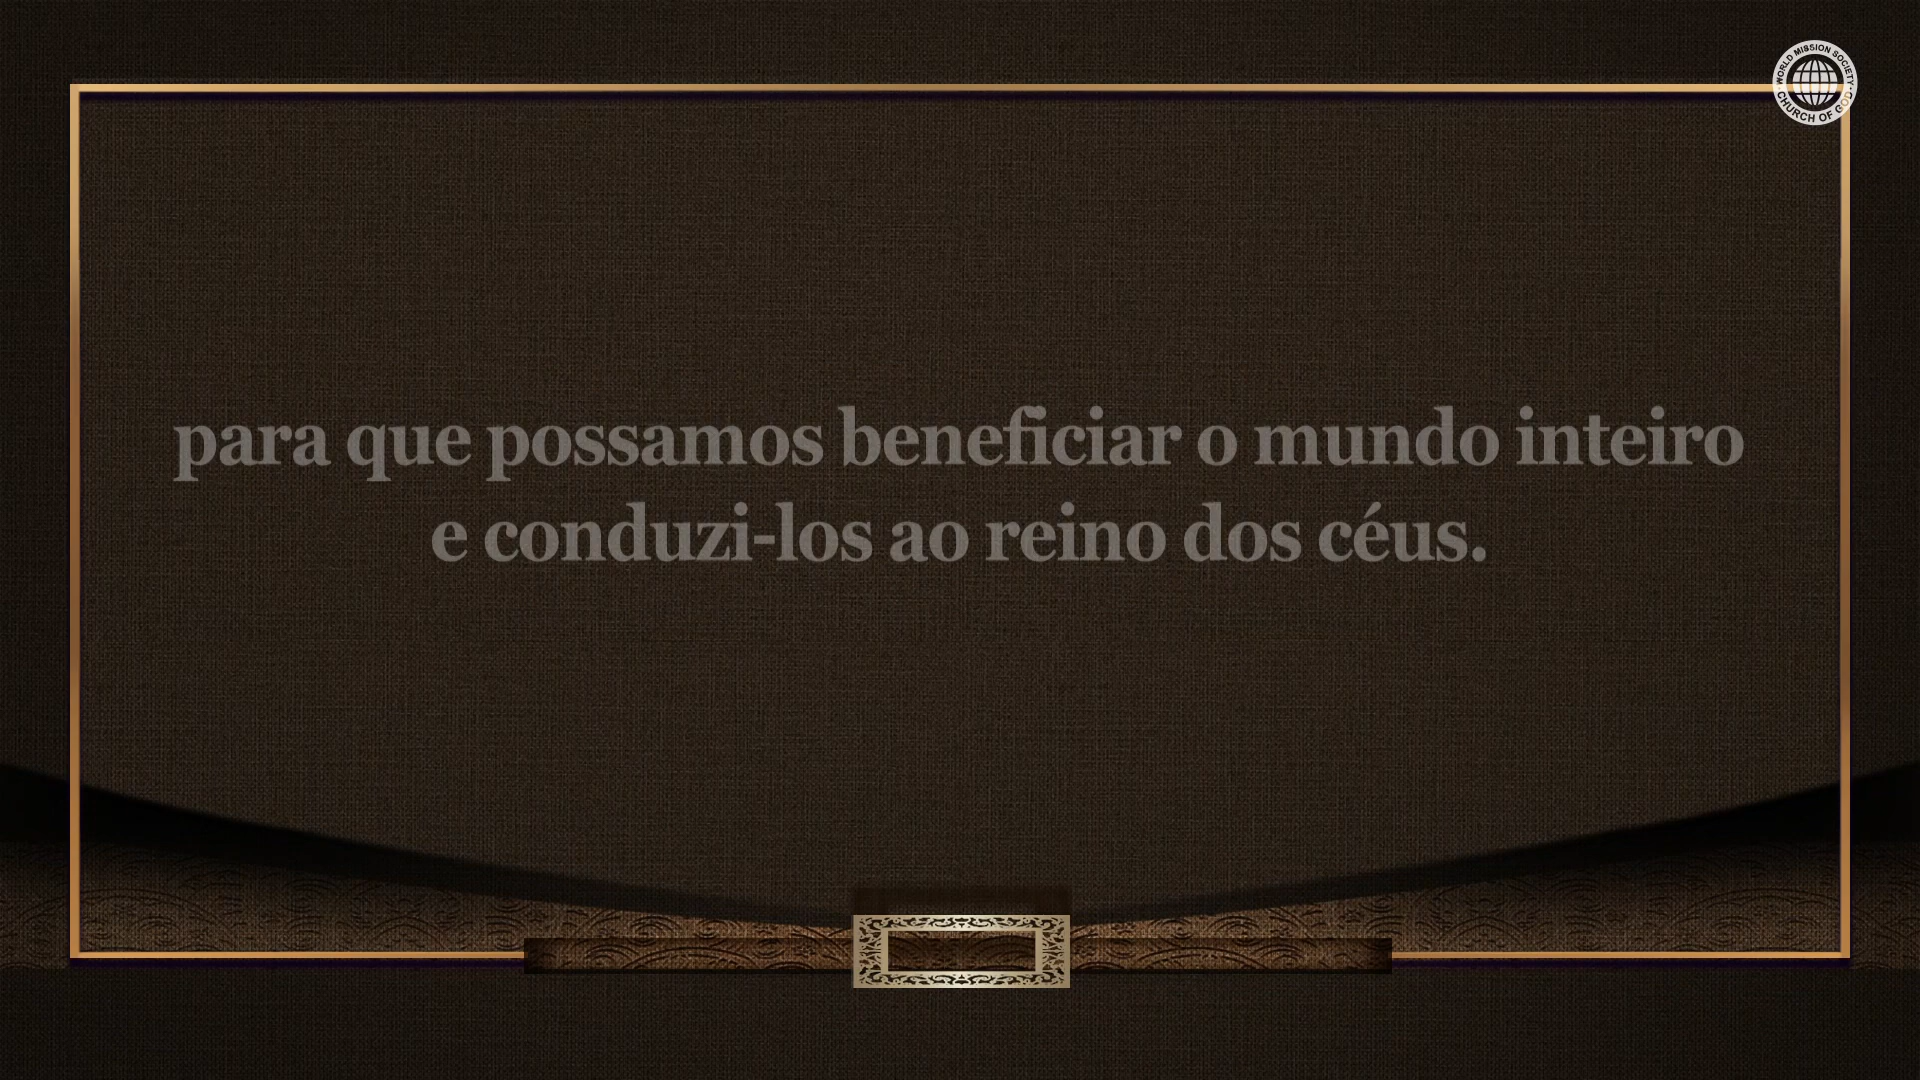 WORLD MISSION SOCIETY
CHURCH OF GOD
para que possamos beneficiar o mundo inteiro
e conduzi-los ao reino dos céus.